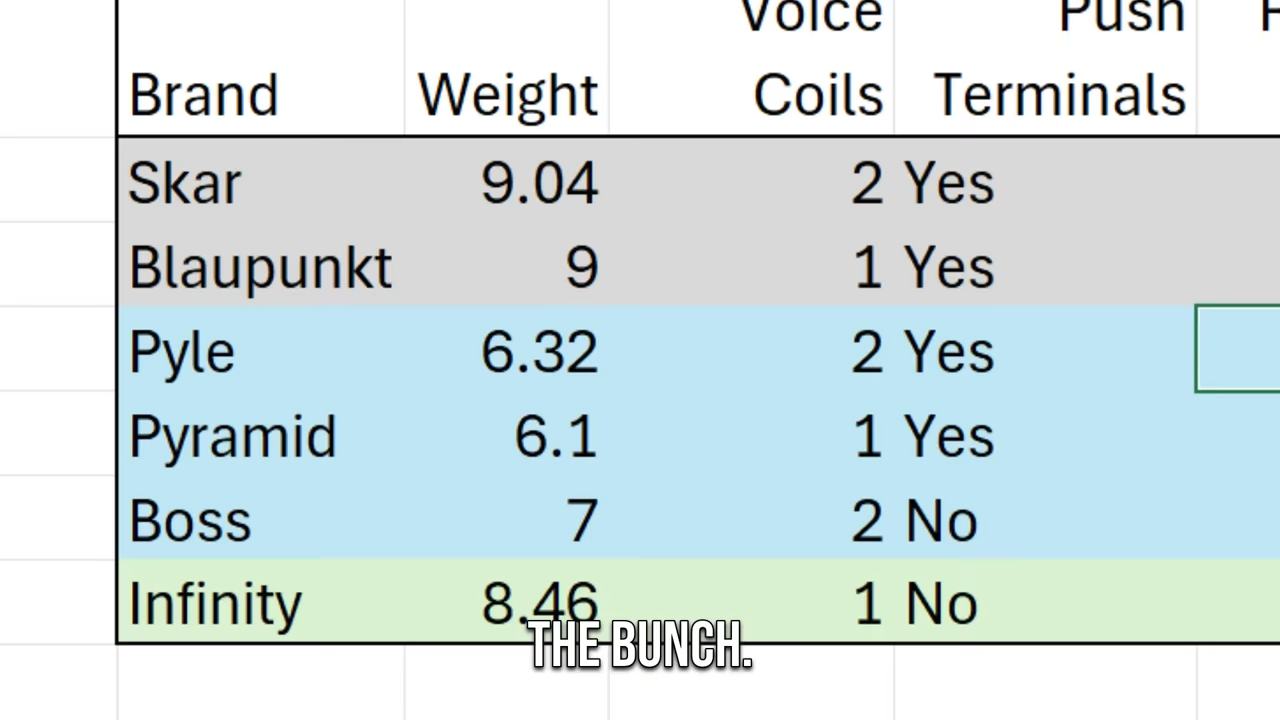 Voice Push
Brand Weight Coils Terminals
Skar 9.04 2 Yes
Blaupunkt 9 1 Yes
Pyle 6.32 2 Yes
Pyramid 6.1 1 Yes
Boss 7 2 No
Infinity 8.46 1 No
THE BUNCH.